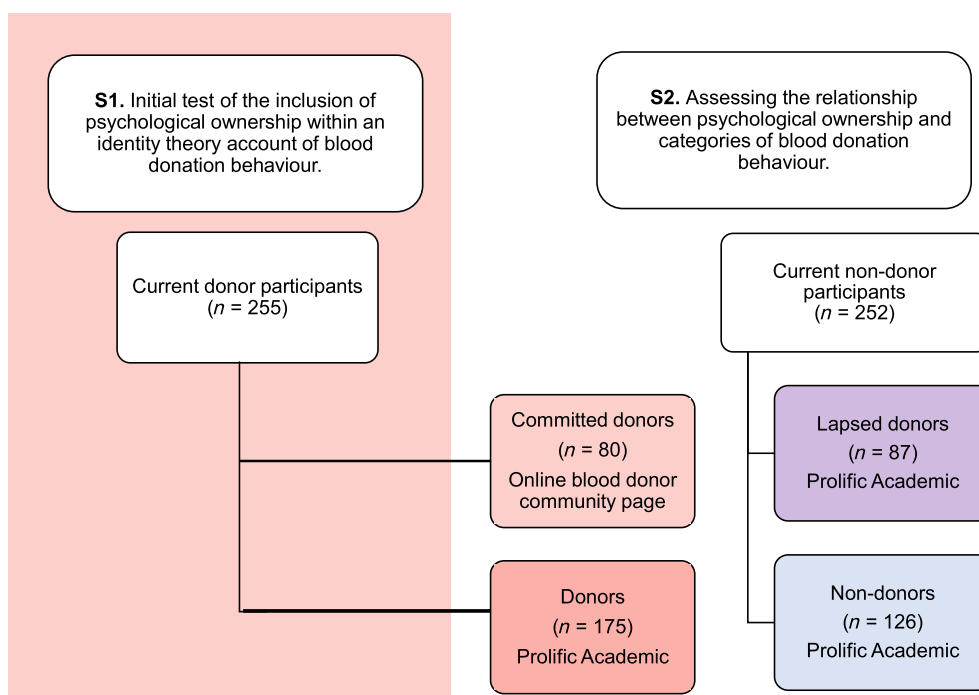 S1. Initial test of the inclusion of
psychological ownership within an
identity theory account of blood
donation behaviour.
S2. Assessing the relationship
between psychological ownership and
categories of blood donation
behaviour.
Current donor participants
(n = 255)
Current non-donor
participants
(n = 252)
Committed donors
(n = 80)
Online blood donor
community page
Lapsed donors
(n = 87)
Prolific Academic
Donors
(n = 175)
Prolific Academic
Non-donors
(n = 126)
Prolific Academic